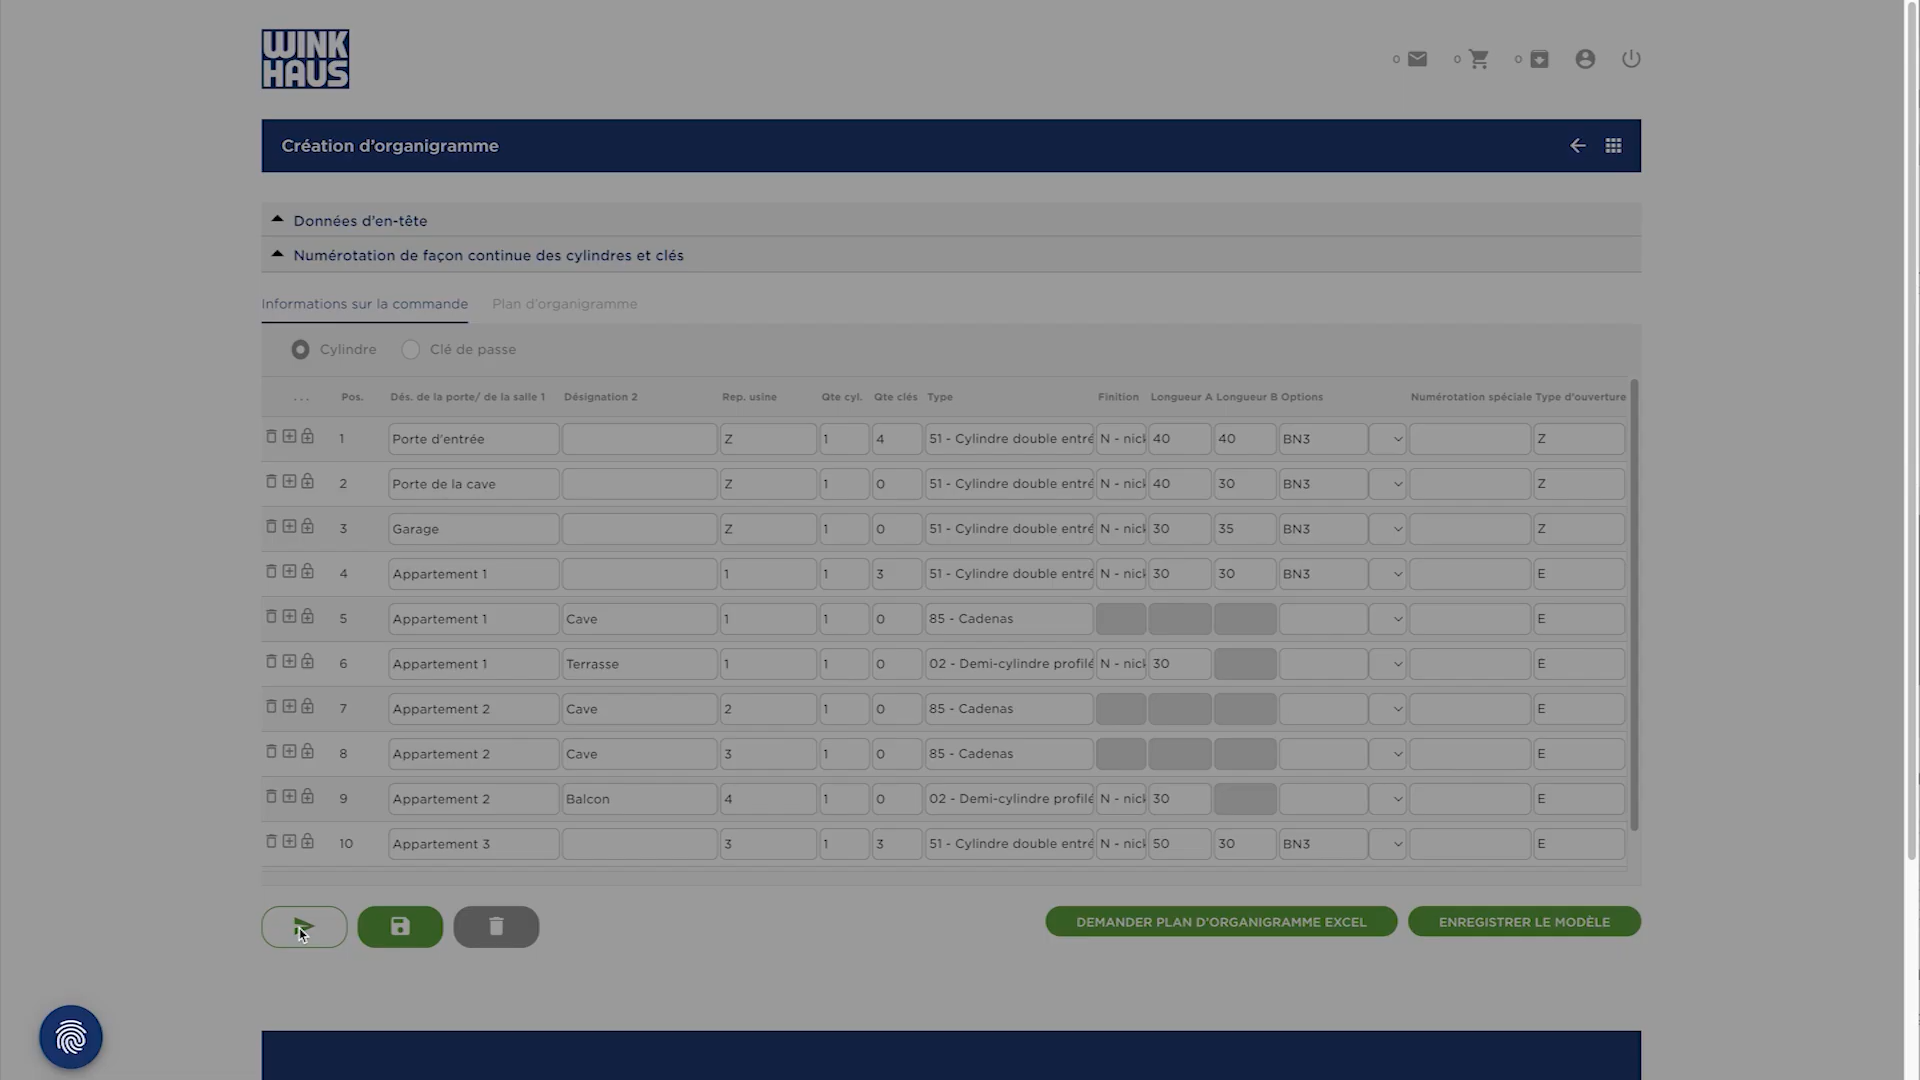 WINK
HAUS
0 0 0
Création d'organigramme
Données d'en-tête
Numérotation de façon continue des cylindres et clés
Informations sur la commande Plan d'organigramme
Cylindre Clé de passe
... Pos. Dés. de la porte/ de la salle 1 Désignation 2 Rep. usine Qte cyl. Qte clés Type Finition Longueur A Longueur B Options Numérotation spéciale Type d'ouverture
1 Porte d'entrée Z 1 4 51 - Cylindre double entré N - nick 40 40 BN3 Z
2 Porte de la cave Z 1 0 51 - Cylindre double entré N - nick 40 30 BN3 Z
3 Garage Z 1 0 51 - Cylindre double entré N - nick 30 35 BN3 Z
4 Appartement 1 1 1 3 51 - Cylindre double entré N - nick 30 30 BN3 E
5 Appartement 1 Cave 1 1 0 85 - Cadenas E
6 Appartement 1 Terrasse 1 1 0 02 - Demi-cylindre profilé N - nick 30 E
7 Appartement 2 Cave 2 1 0 85 - Cadenas E
8 Appartement 2 Cave 3 1 0 85 - Cadenas E
9 Appartement 2 Balcon 4 1 0 02 - Demi-cylindre profilé N - nick 30 E
10 Appartement 3 3 1 3 51 - Cylindre double entré N - nick 50 30 BN3 E
DEMANDER PLAN D'ORGANIGRAMME EXCEL ENREGISTRER LE MODÈLE